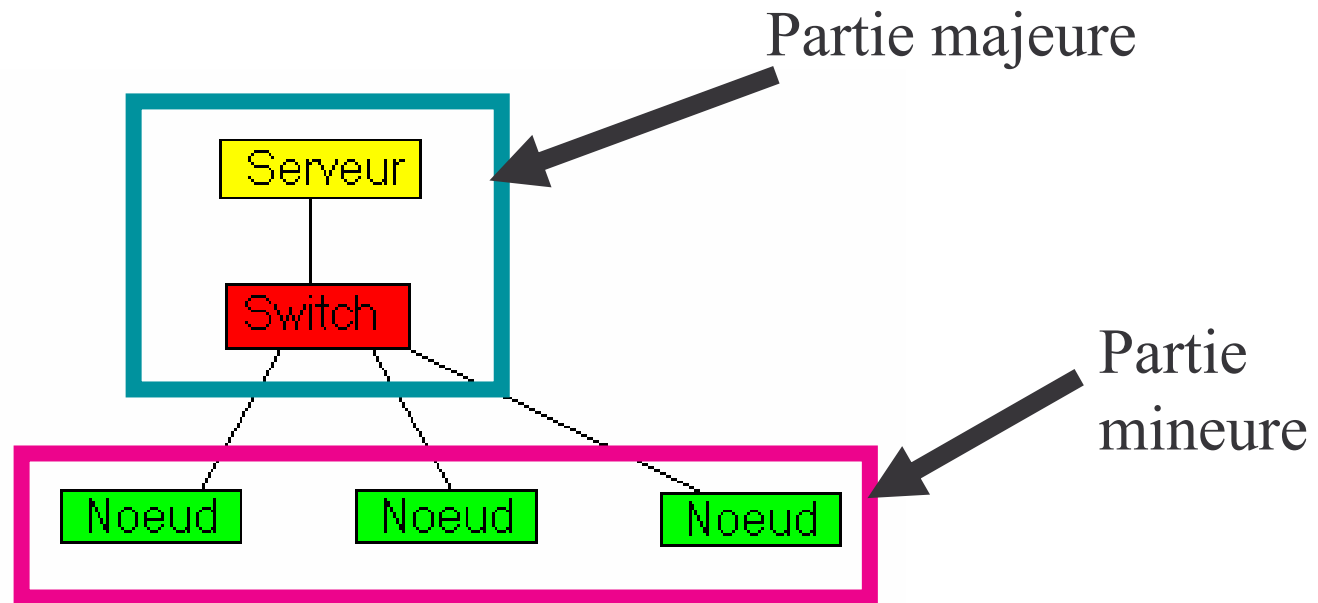 Partie majeure
Serveur
Switch
Partie
mineure
Noeud
Noeud
Noeud